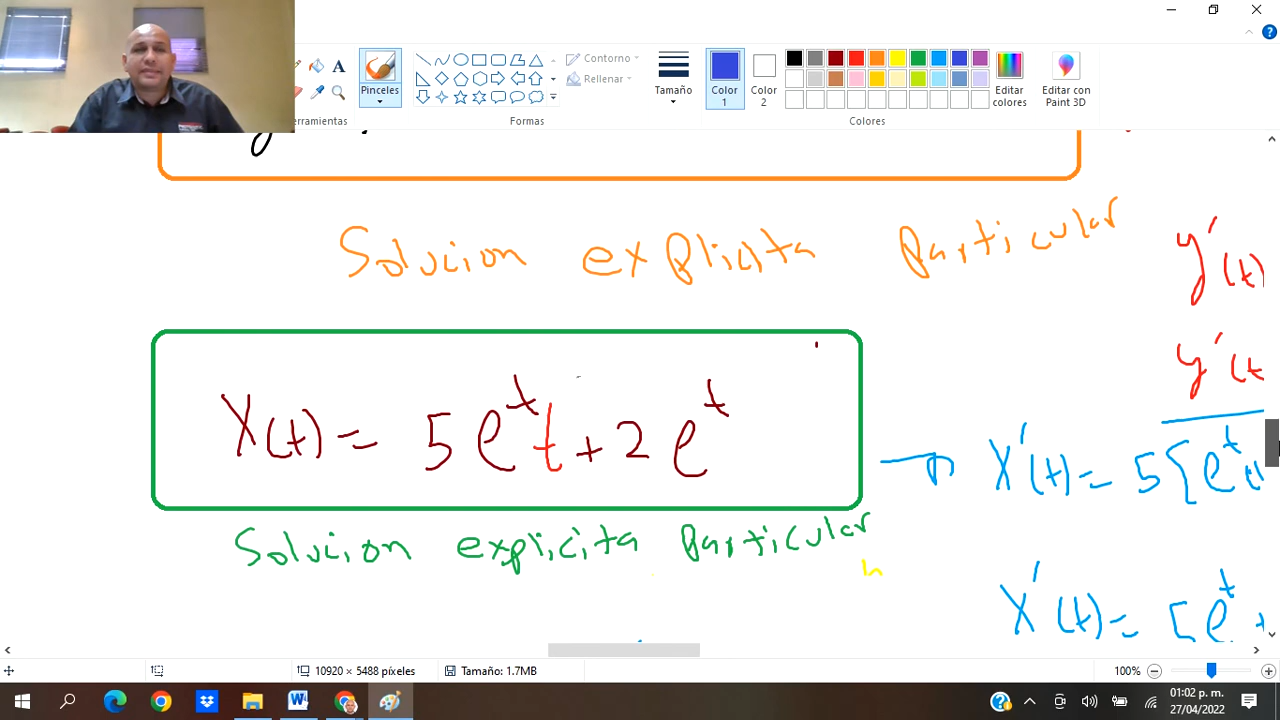 Contorno
Rellenar
Pinceles
Tamaño
Color 1
Color 2
Editar colores
Editar con Paint 3D
erramientas
Formas
Colores
Solucion explicita Particular
y'(t)
y'(t
X(t) = 5e^t t + 2e^t
X'(t) = 5[e^t
Solucion explicita Particular
X'(t) = [e^t +
10920 × 5488 píxeles
Tamaño: 1.7MB
100%
01:02 p. m.
27/04/2022